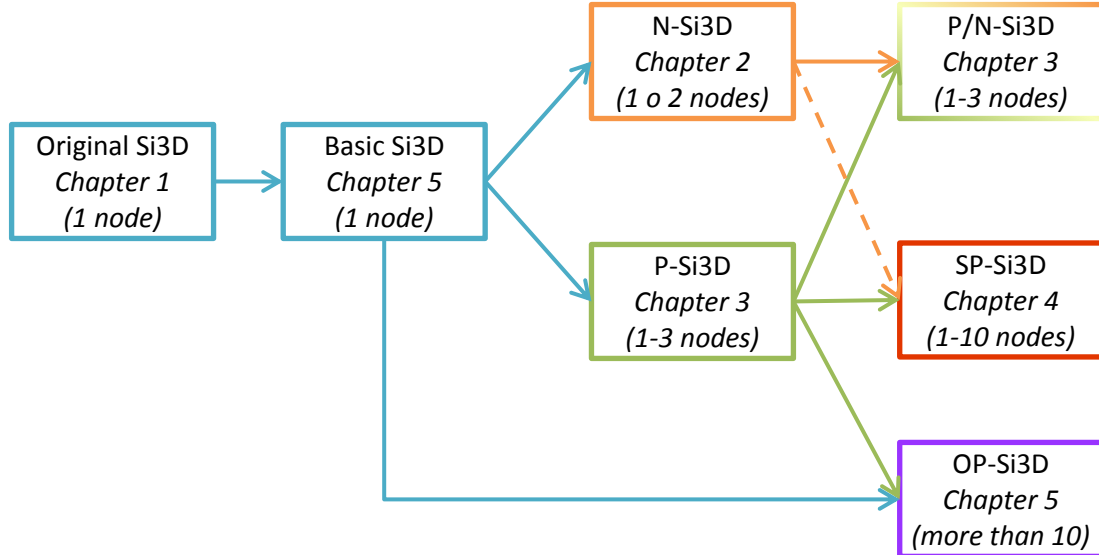 Original Si3D
Chapter 1
(1 node)
Basic Si3D
Chapter 5
(1 node)
N-Si3D
Chapter 2
(1 o 2 nodes)
P-Si3D
Chapter 3
(1-3 nodes)
P/N-Si3D
Chapter 3
(1-3 nodes)
SP-Si3D
Chapter 4
(1-10 nodes)
OP-Si3D
Chapter 5
(more than 10)